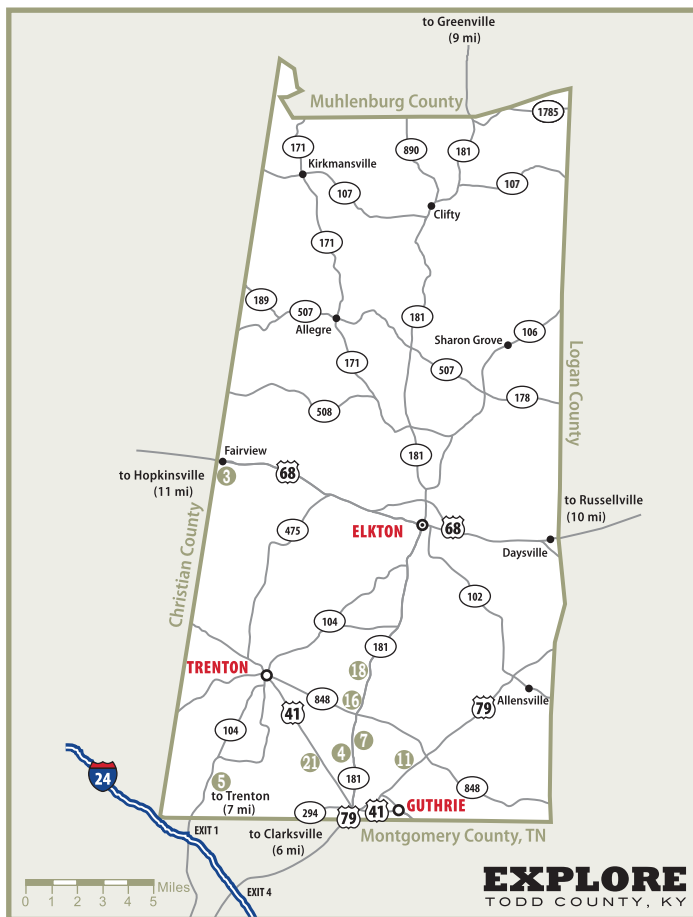 to Greenville
(9 mi)
Muhlenburg County
1785
171
890
181
Kirkmansville
107
107
Clifty
171
189
507
Allegre
181
Sharon Grove
106
171
507
Logan County
178
508
181
Fairview
to Hopkinsville
(11 mi)
3
68
to Russellville
(10 mi)
ELKTON
68
475
Daysville
Christian County
102
104
181
TRENTON
18
848
16
Allensville
41
79
104
7
4
21
11
24
5
181
to Trenton
(7 mi)
848
294
79
41
GUTHRIE
EXIT 1
to Clarksville
(6 mi)
Montgomery County, TN
EXIT 4
Miles
0 1 2 3 4 5
EXPLORE
TODD COUNTY, KY